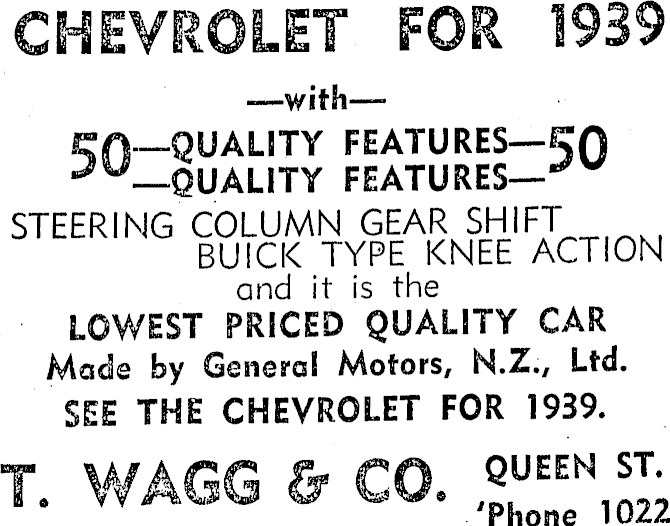 CHEVROLET FOR 1939
—with—
50—QUALITY FEATURES—50
—QUALITY FEATURES—
STEERING COLUMN GEAR SHIFT
BUICK TYPE KNEE ACTION
and it is the
LOWEST PRICED QUALITY CAR
Made by General Motors, N.Z., Ltd.
SEE THE CHEVROLET FOR 1939.
T. WAGG & CO. QUEEN ST.
'Phone 1022